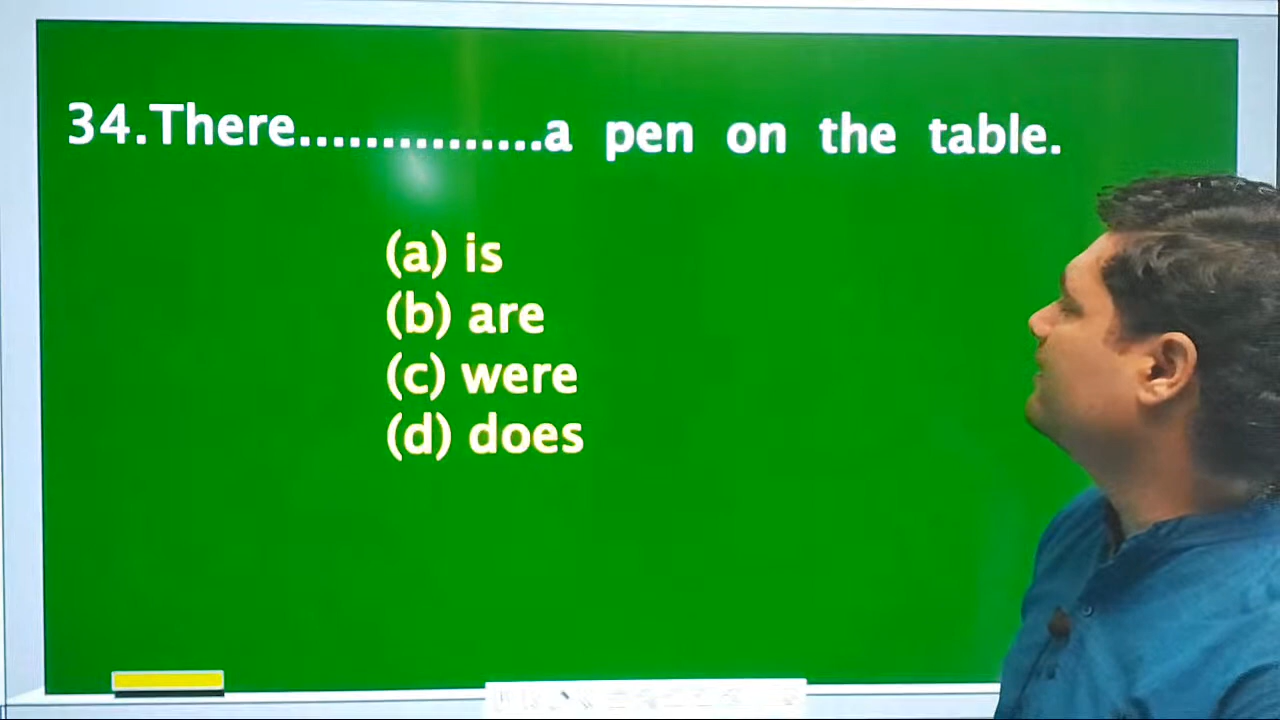 34.There...............a pen on the table.
(a) is
(b) are
(c) were
(d) does